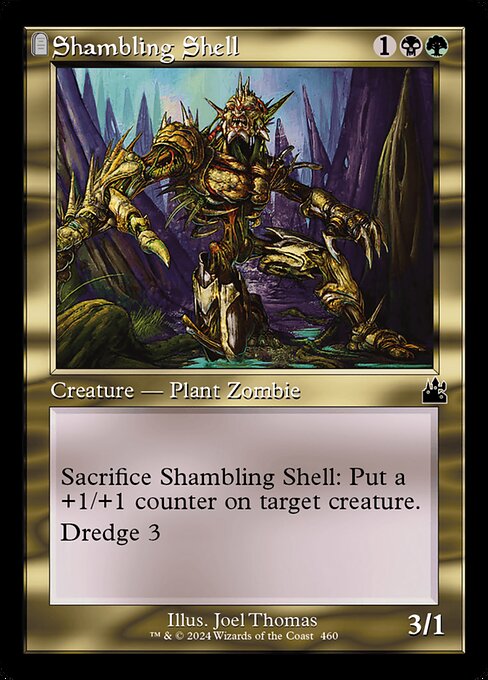 Shambling Shell 1
Creature — Plant Zombie
Sacrifice Shambling Shell: Put a
+1/+1 counter on target creature.
Dredge 3
Illus. Joel Thomas
™ & © 2024 Wizards of the Coast 460
3/1